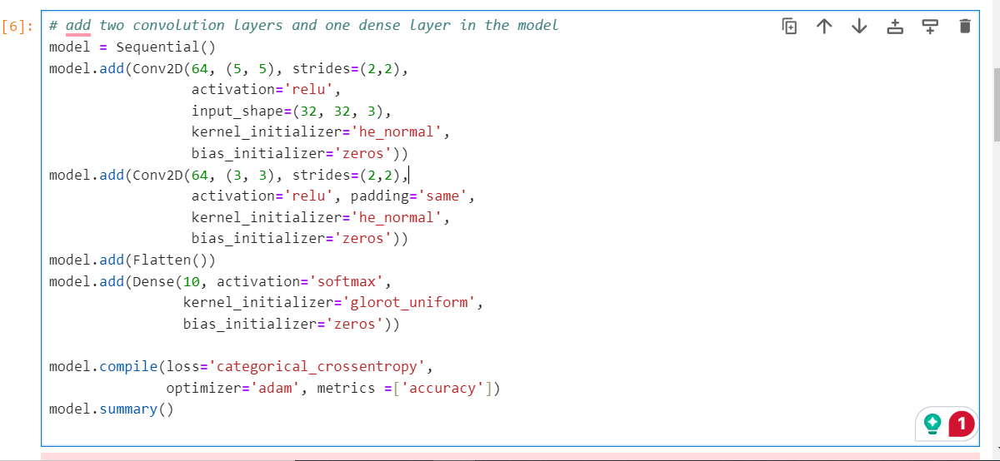 [6]: # add two convolution layers and one dense layer in the model
model = Sequential()
model.add(Conv2D(64, (5, 5), strides=(2,2),
activation='relu',
input_shape=(32, 32, 3),
kernel_initializer='he_normal',
bias_initializer='zeros'))
model.add(Conv2D(64, (3, 3), strides=(2,2),
activation='relu', padding='same',
kernel_initializer='he_normal',
bias_initializer='zeros'))
model.add(Flatten())
model.add(Dense(10, activation='softmax',
kernel_initializer='glorot_uniform',
bias_initializer='zeros'))
model.compile(loss='categorical_crossentropy',
optimizer='adam', metrics =['accuracy'])
model.summary()
1